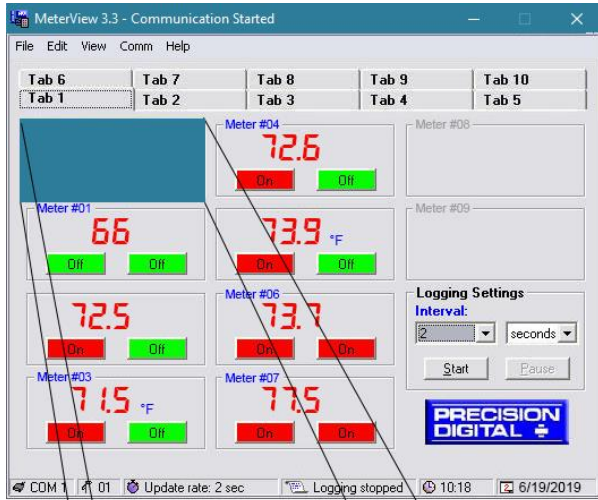 MeterView 3.3 - Communication Started
File Edit View Comm Help
Tab 6 Tab 7 Tab 8 Tab 9 Tab 10
Tab 1 Tab 2 Tab 3 Tab 4 Tab 5
Meter #04
72.6
On Off
Meter #08
Meter #01
66
Off Off
73.9 °F
On Off
Meter #09
72.5
On Off
Meter #06
73.7
On On
Logging Settings
Interval:
2 seconds
Start Pause
Meter #03
71.5 °F
On Off
Meter #07
77.5
On On
PRECISION
DIGITAL
COM 1 01 Update rate: 2 sec Logging stopped 10:18 6/19/2019